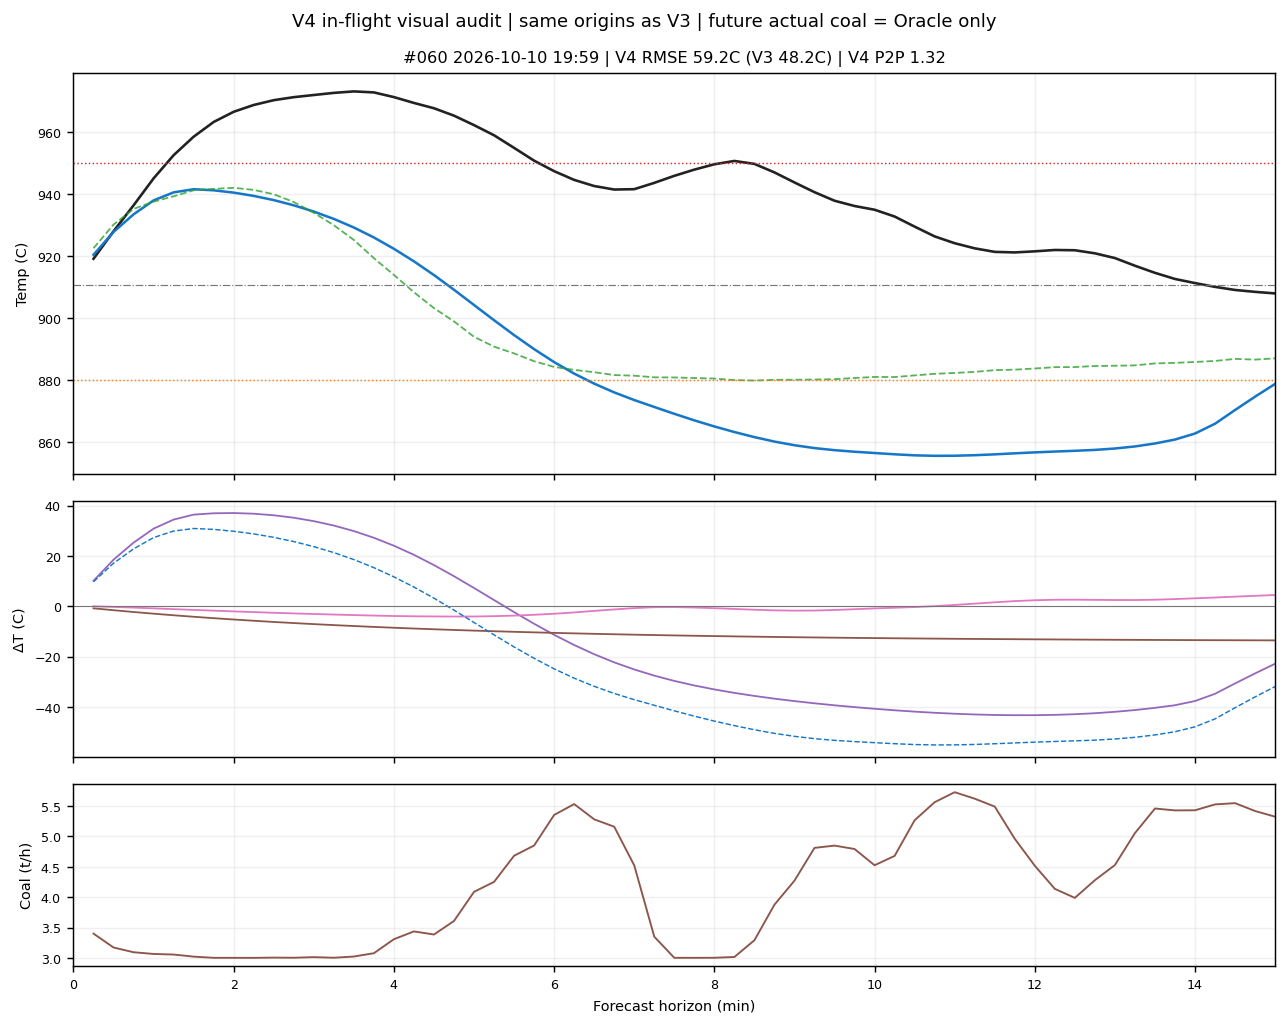 V4 in-flight visual audit | same origins as V3 | future actual coal = Oracle only
#060 2026-10-10 19:59 | V4 RMSE 59.2C (V3 48.2C) | V4 P2P 1.32
Temp (C)
960
940
920
900
880
860
ΔT (C)
40
20
0
−20
−40
Coal (t/h)
5.5
5.0
4.5
4.0
3.5
3.0
0 2 4 6 8 10 12 14
Forecast horizon (min)